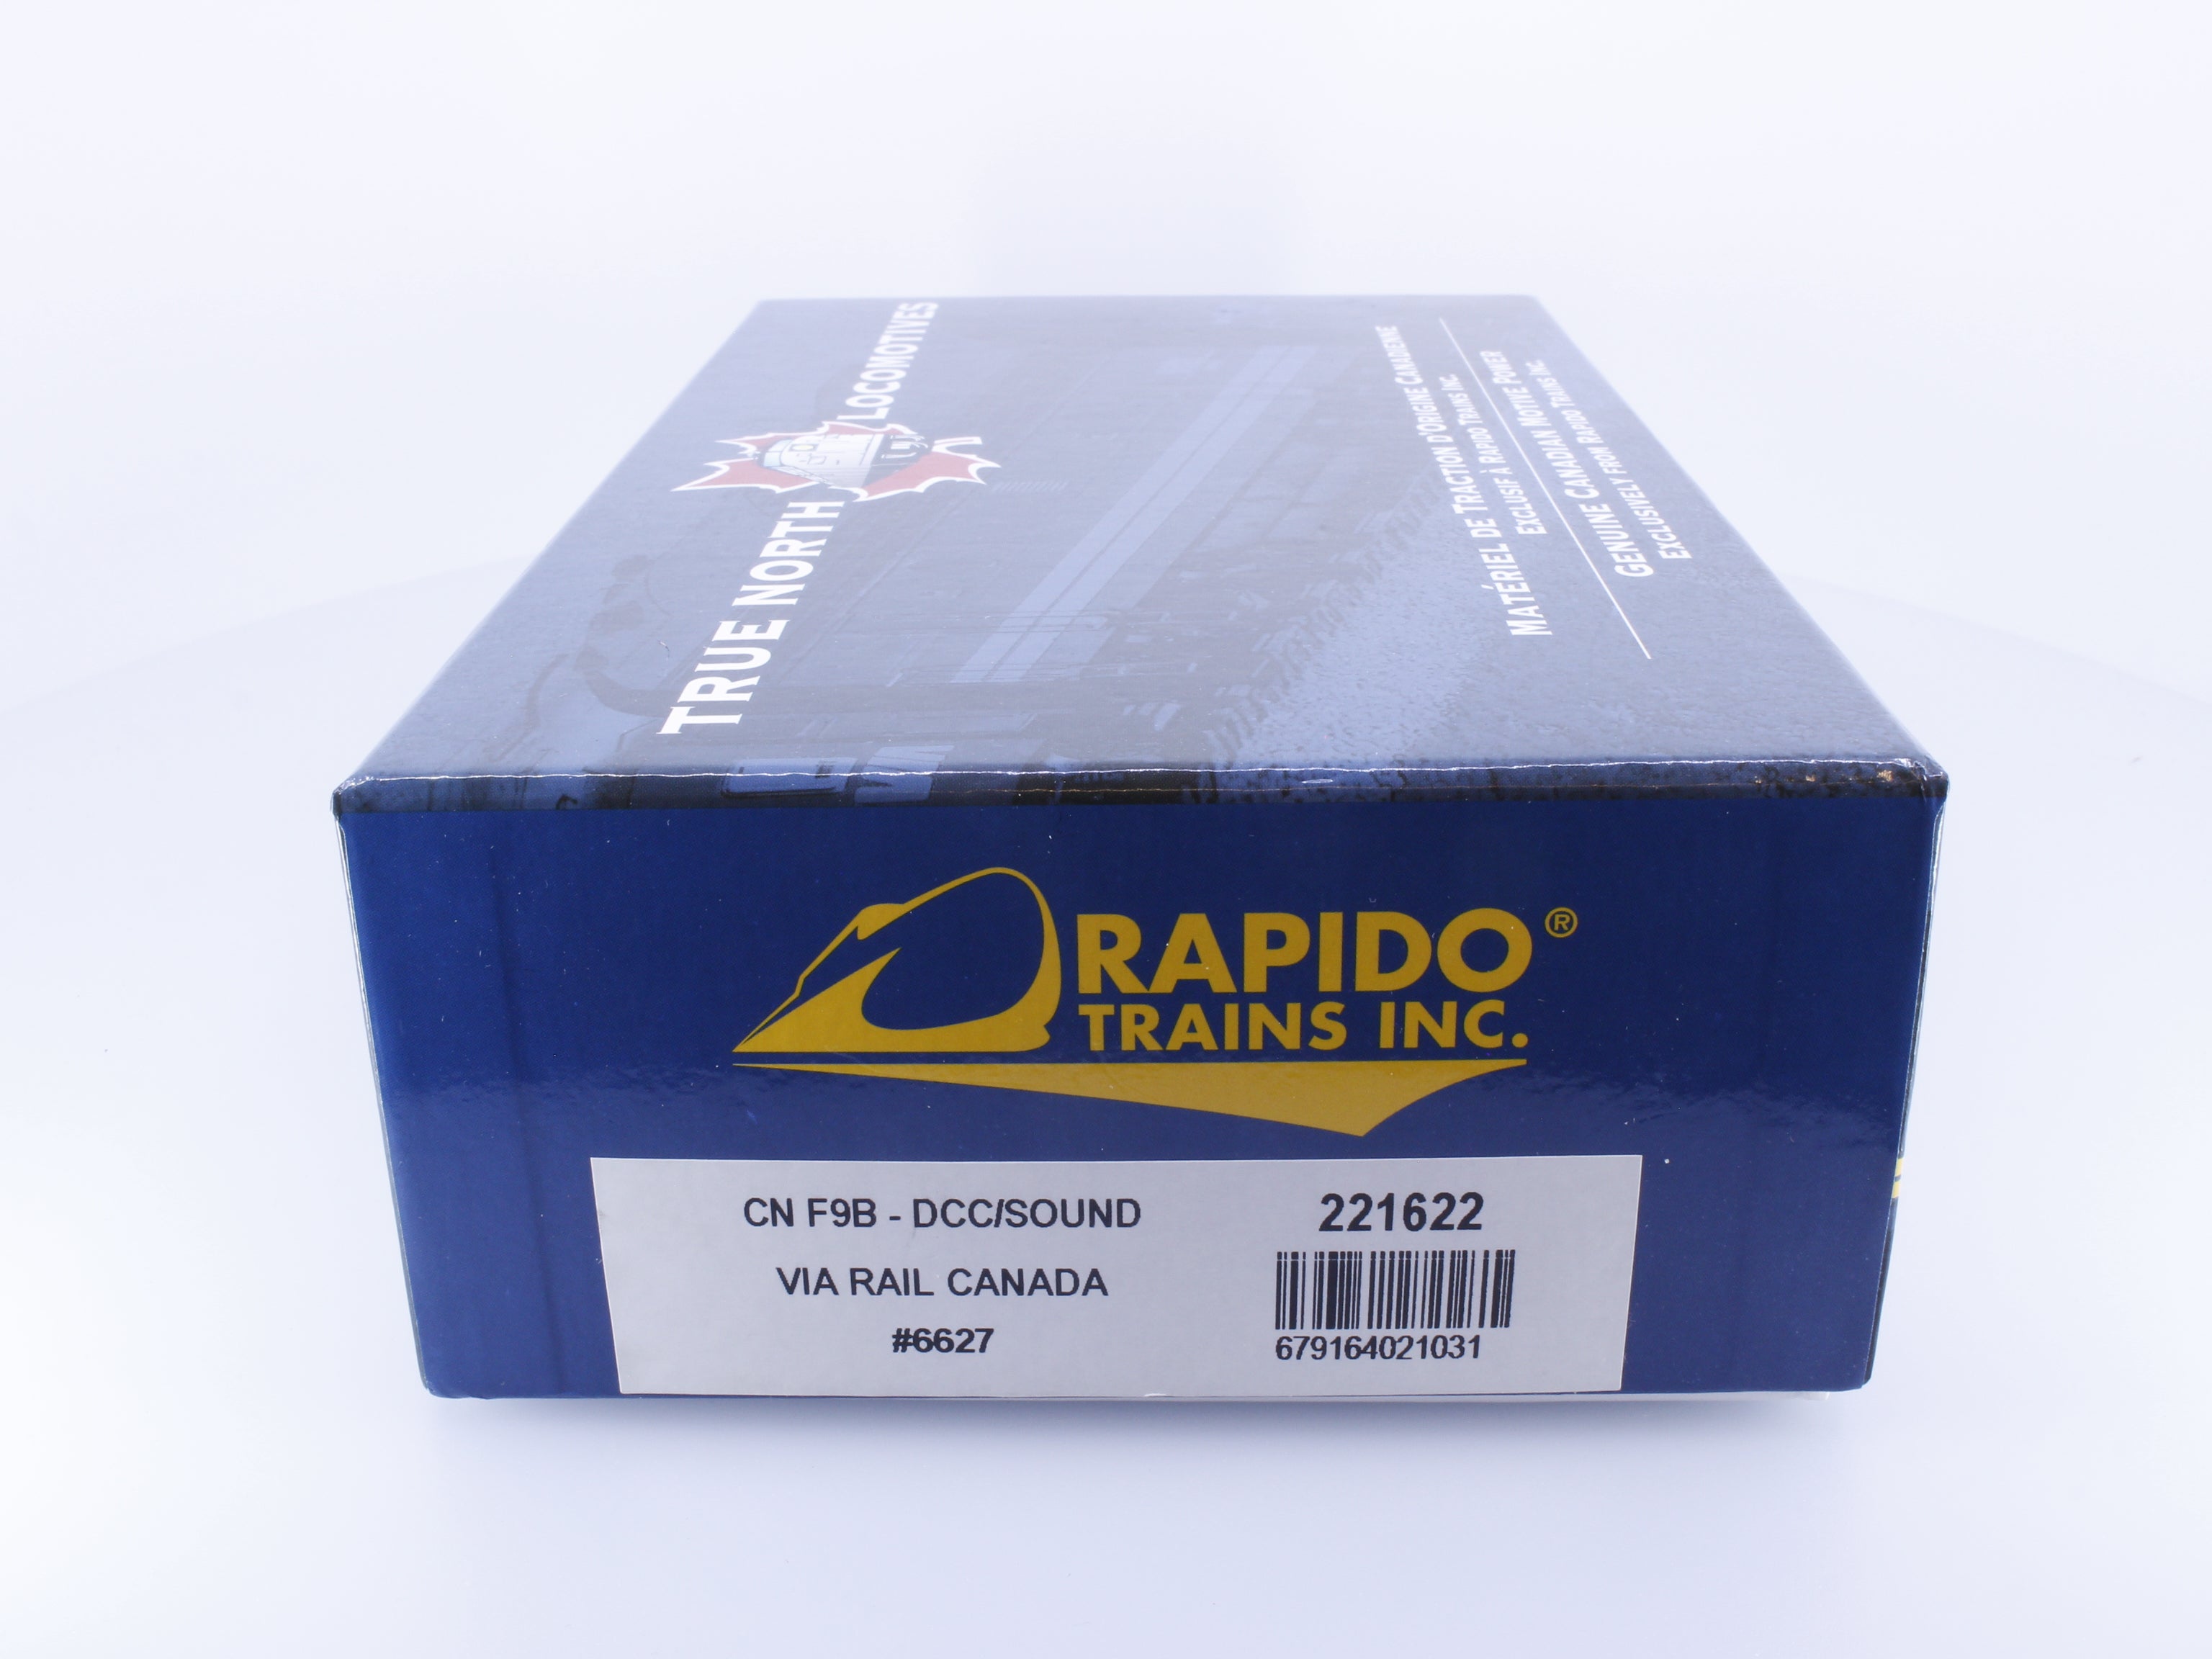 TRUE NORTH LOCOMOTIVES
MATÉRIEL DE TRACTION D'ORIGINE CANADIENNE
EXCLUSIF À RAPIDO TRAINS INC.
GENUINE CANADIAN MOTIVE POWER
EXCLUSIVELY FROM RAPIDO TRAINS INC.
RAPIDO®
TRAINS INC.
CN F9B - DCC/SOUND
VIA RAIL CANADA
#6627
221622
679164021031